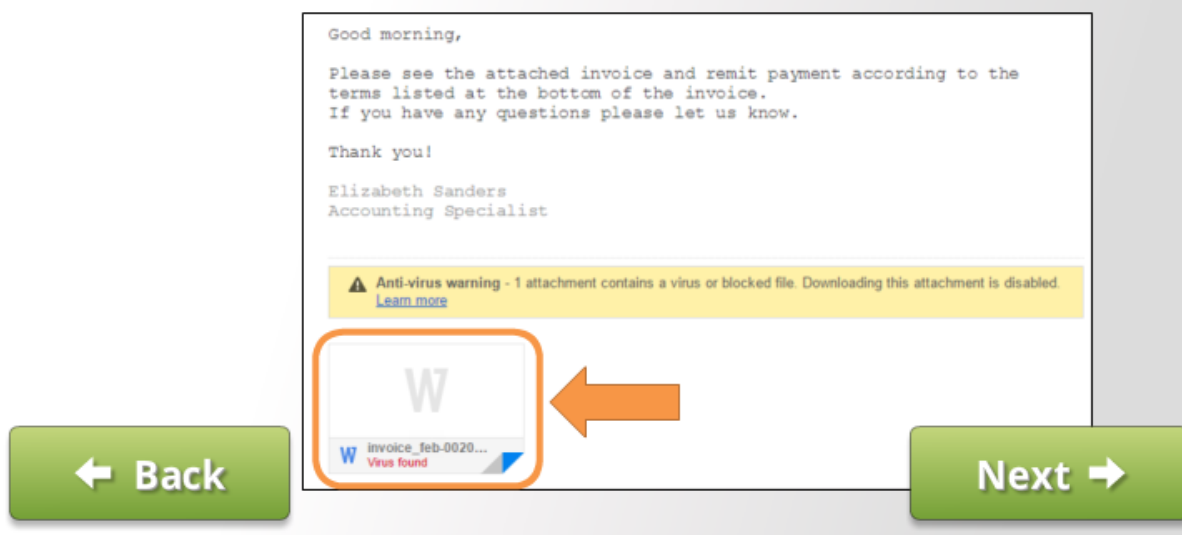 Good morning,
Please see the attached invoice and remit payment according to the
terms listed at the bottom of the invoice.
If you have any questions please let us know.
Thank you!
Elizabeth Sanders
Accounting Specialist
Anti-virus warning - 1 attachment contains a virus or blocked file. Downloading this attachment is disabled.
Learn more
W
W invoice_feb-0020...
Virus found
Back
Next